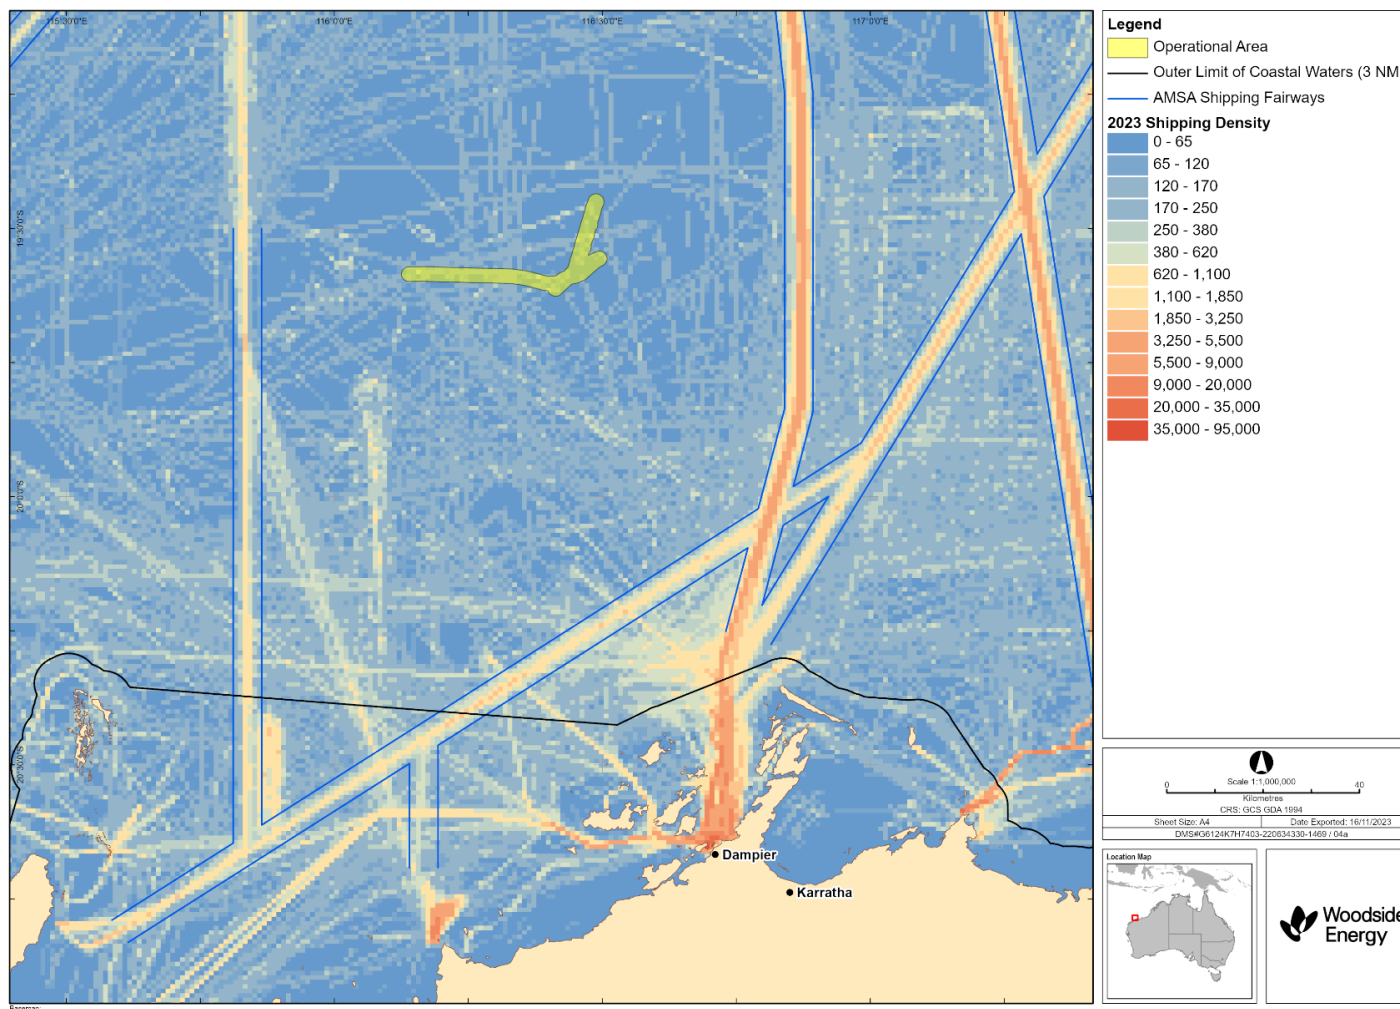 115°30'0"E
116°0'0"E
116°30'0"E
117°0'0"E
19°30'0"S
20°0'0"S
20°30'0"S
Dampier
Karratha
Legend
Operational Area
Outer Limit of Coastal Waters (3 NM
AMSA Shipping Fairways
2023 Shipping Density
0 - 65
65 - 120
120 - 170
170 - 250
250 - 380
380 - 620
620 - 1,100
1,100 - 1,850
1,850 - 3,250
3,250 - 5,500
5,500 - 9,000
9,000 - 20,000
20,000 - 35,000
35,000 - 95,000
Scale 1:1,000,000
0 40
Kilometres
CRS: GCS GDA 1994
Sheet Size: A4 Date Exported: 16/11/2023
DMS#G6124K7H7403-220634330-1469 / 04a
Location Map
Woodside
Energy